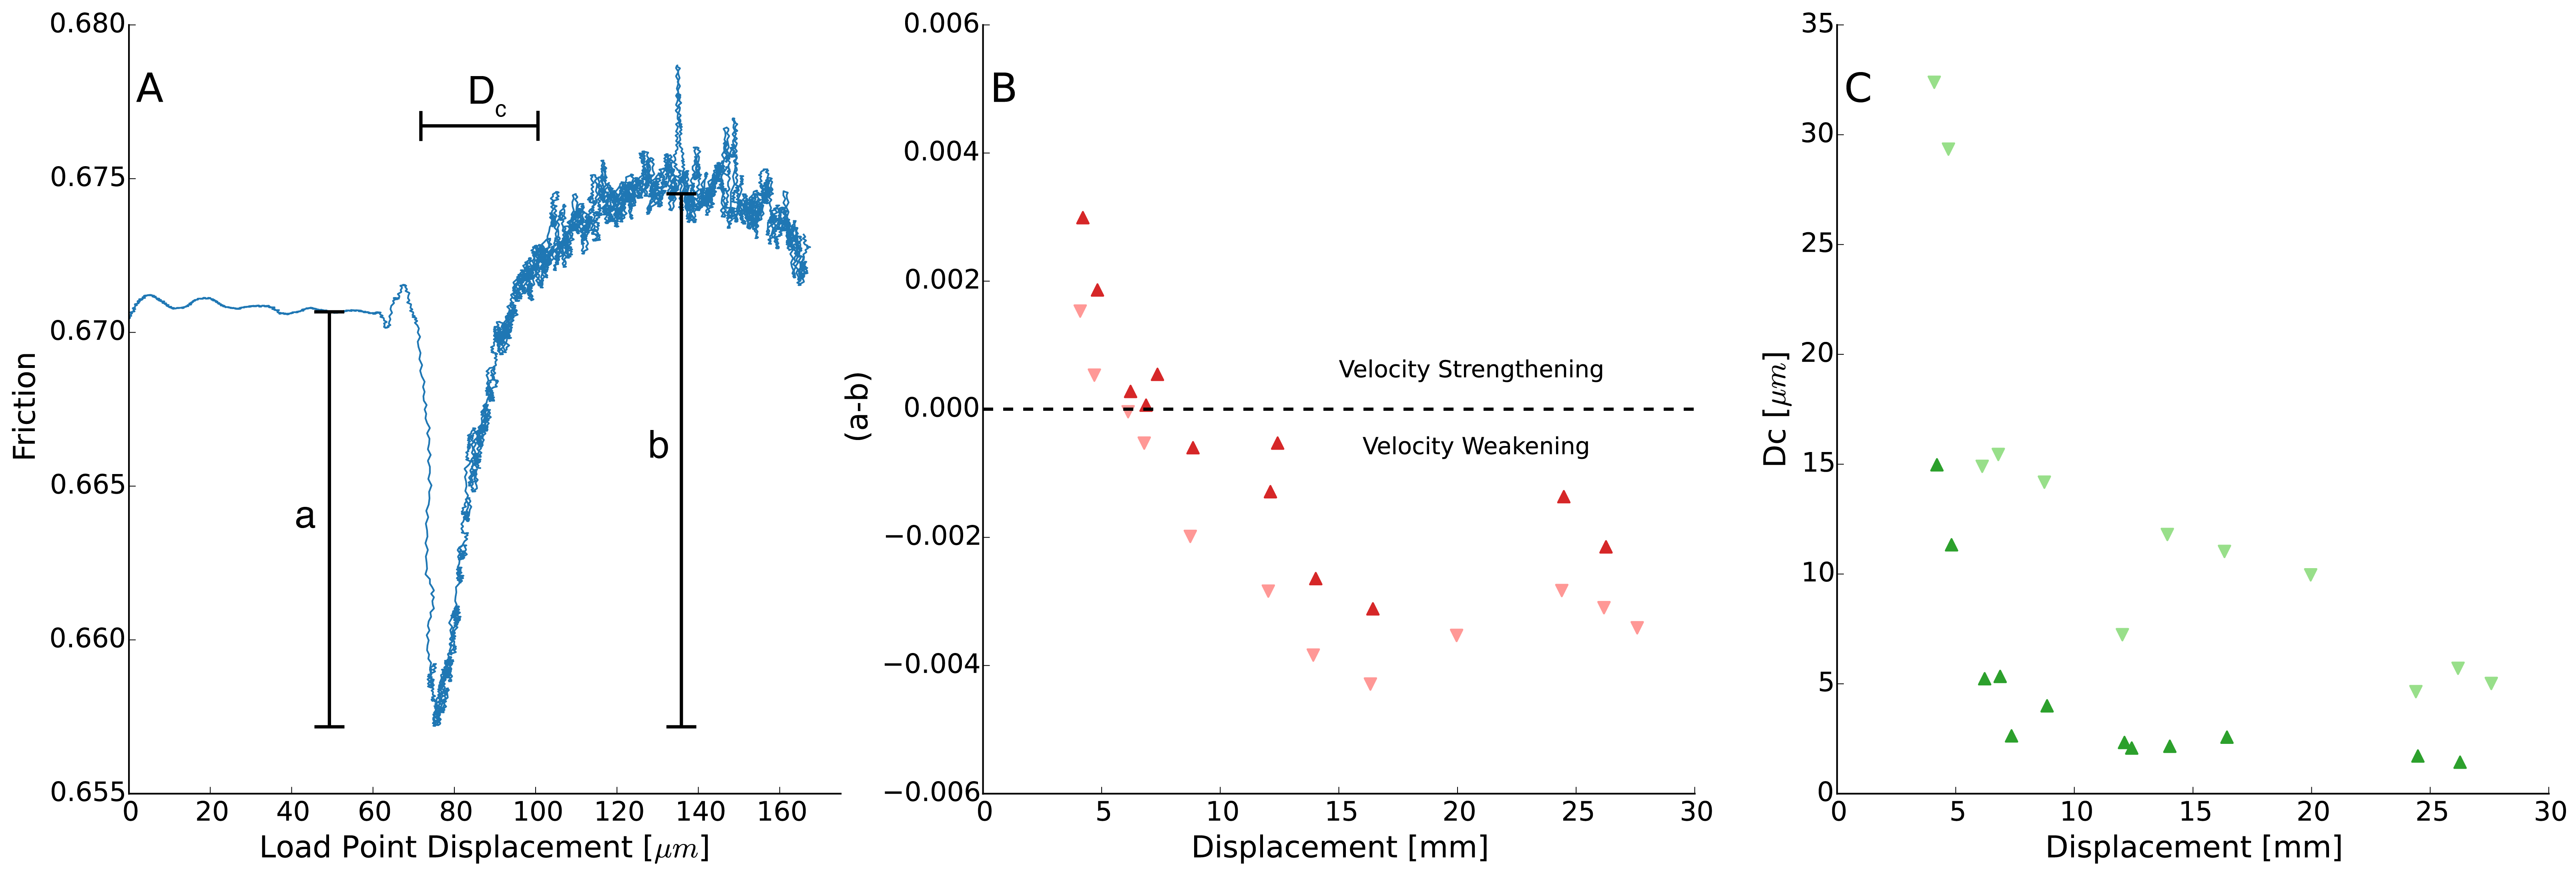 A
D_c
a
b
0.680
0.675
0.670
0.665
0.660
0.655
0 20 40 60 80 100 120 140 160
Friction
Load Point Displacement [μm]
B
Velocity Strengthening
Velocity Weakening
0.006
0.004
0.002
0.000
−0.002
−0.004
−0.006
0 5 10 15 20 25 30
(a-b)
Displacement [mm]
C
35
30
25
20
15
10
5
0
0 5 10 15 20 25 30
Dc [μm]
Displacement [mm]